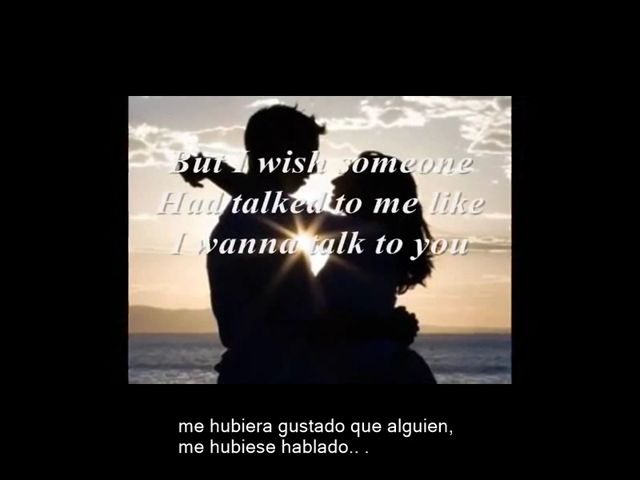 But I wish someone
Had talked to me like
I wanna talk to you
me hubiera gustado que alguien,
me hubiese hablado.. .